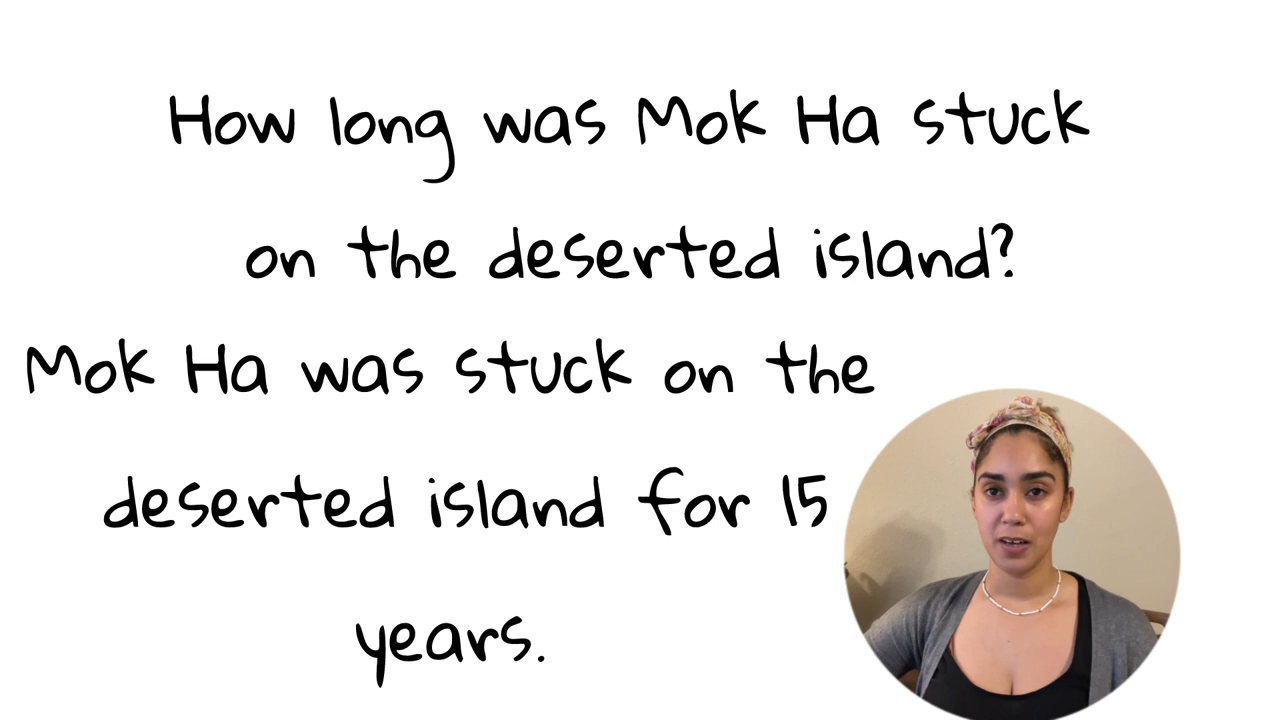 How long was Mok Ha stuck
on the deserted island?
Mok Ha was stuck on the
deserted island for 15
years.